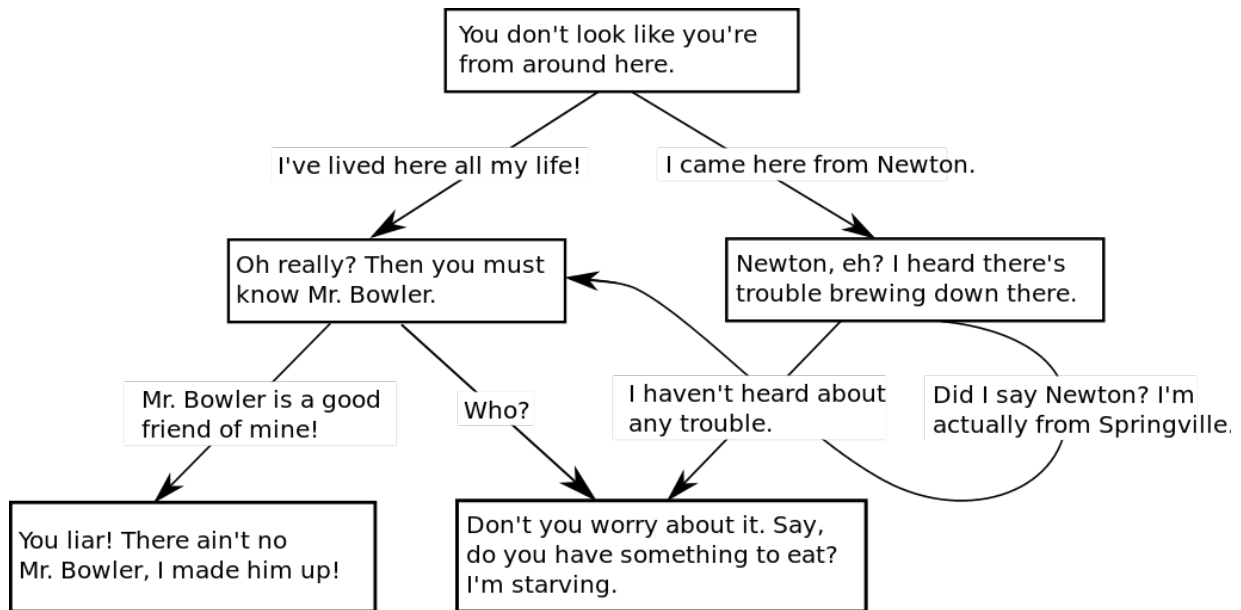 You don't look like you're
from around here.
I've lived here all my life!
I came here from Newton.
Oh really? Then you must
know Mr. Bowler.
Newton, eh? I heard there's
trouble brewing down there.
Mr. Bowler is a good
friend of mine!
Who?
I haven't heard about
any trouble.
Did I say Newton? I'm
actually from Springville.
You liar! There ain't no
Mr. Bowler, I made him up!
Don't you worry about it. Say,
do you have something to eat?
I'm starving.